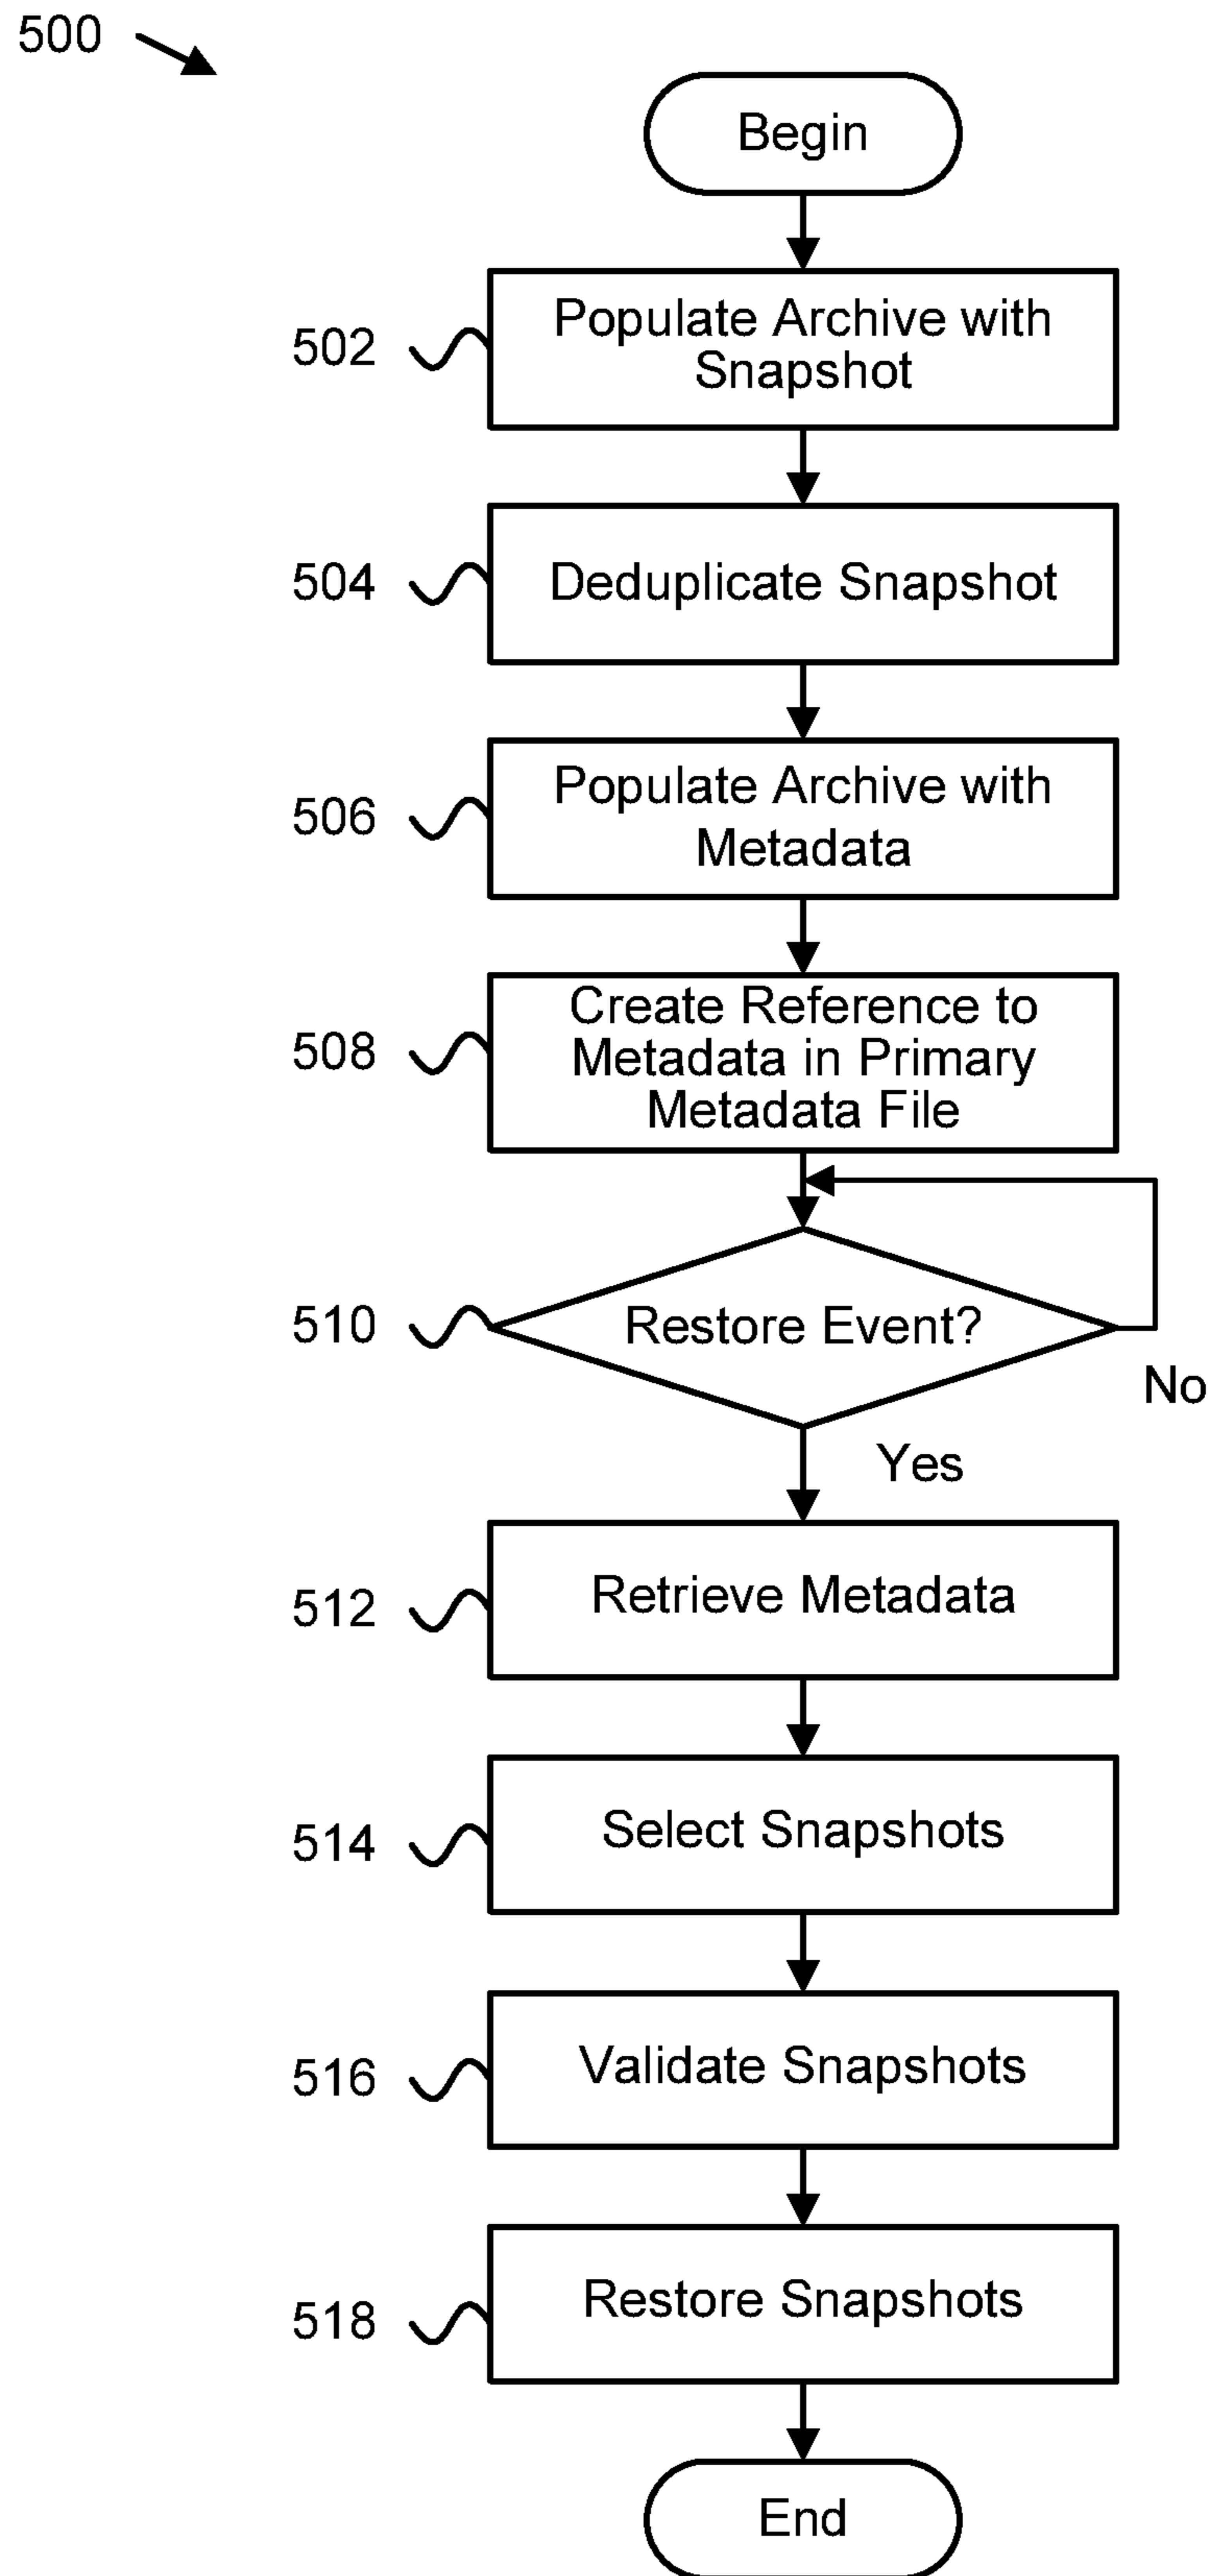 500
Begin
502
Populate Archive with
Snapshot
504
Deduplicate Snapshot
506
Populate Archive with
Metadata
508
Create Reference to
Metadata in Primary
Metadata File
510
Restore Event?
No
Yes
512
Retrieve Metadata
514
Select Snapshots
516
Validate Snapshots
518
Restore Snapshots
End